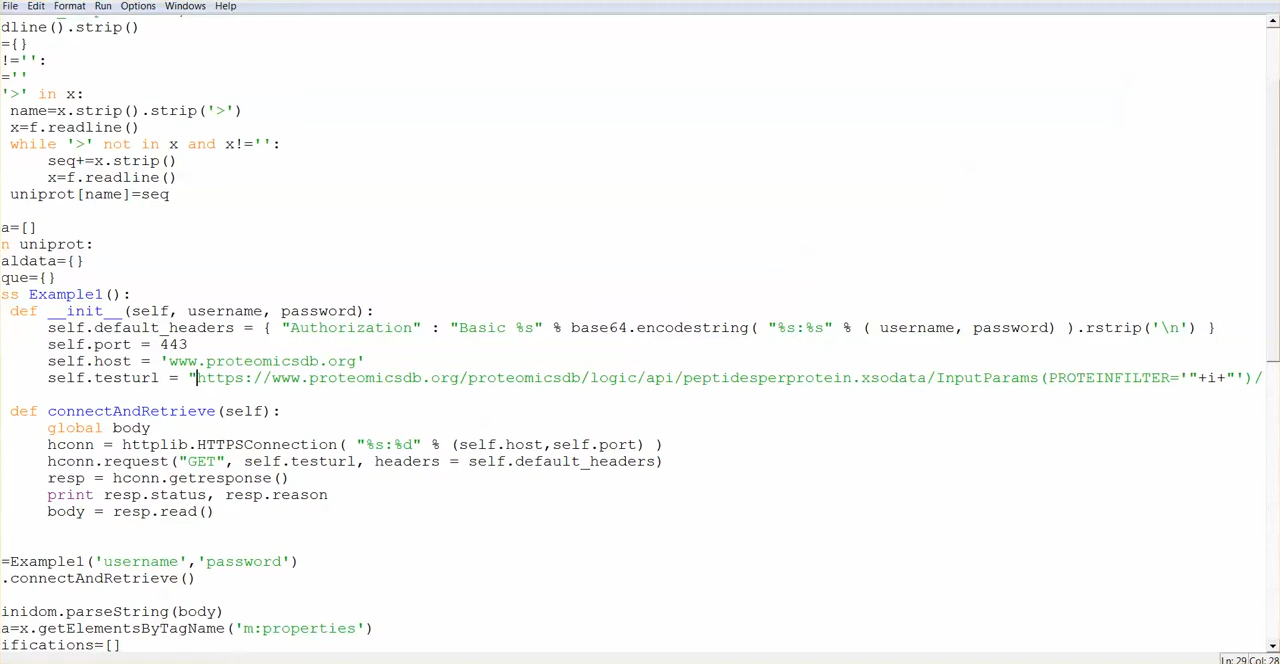 File Edit Format Run Options Windows Help
dline().strip()
={}
!='':
=''
'>' in x:
name=x.strip().strip('>')
x=f.readline()
while '>' not in x and x!='':
seq+=x.strip()
x=f.readline()
uniprot[name]=seq
a=[]
n uniprot:
aldata={}
que={}
ss Example1():
def __init__(self, username, password):
self.default_headers = { "Authorization" : "Basic %s" % base64.encodestring( "%s:%s" % ( username, password) ).rstrip('\n') }
self.port = 443
self.host = 'www.proteomicsdb.org'
self.testurl = "https://www.proteomicsdb.org/proteomicsdb/logic/api/peptidesperprotein.xsodata/InputParams(PROTEINFILTER='"+i+"')/
def connectAndRetrieve(self):
global body
hconn = httplib.HTTPSConnection( "%s:%d" % (self.host,self.port) )
hconn.request("GET", self.testurl, headers = self.default_headers)
resp = hconn.getresponse()
print resp.status, resp.reason
body = resp.read()
=Example1('username','password')
.connectAndRetrieve()
inidom.parseString(body)
a=x.getElementsByTagName('m:properties')
ifications=[]
Ln: 29 Col: 28